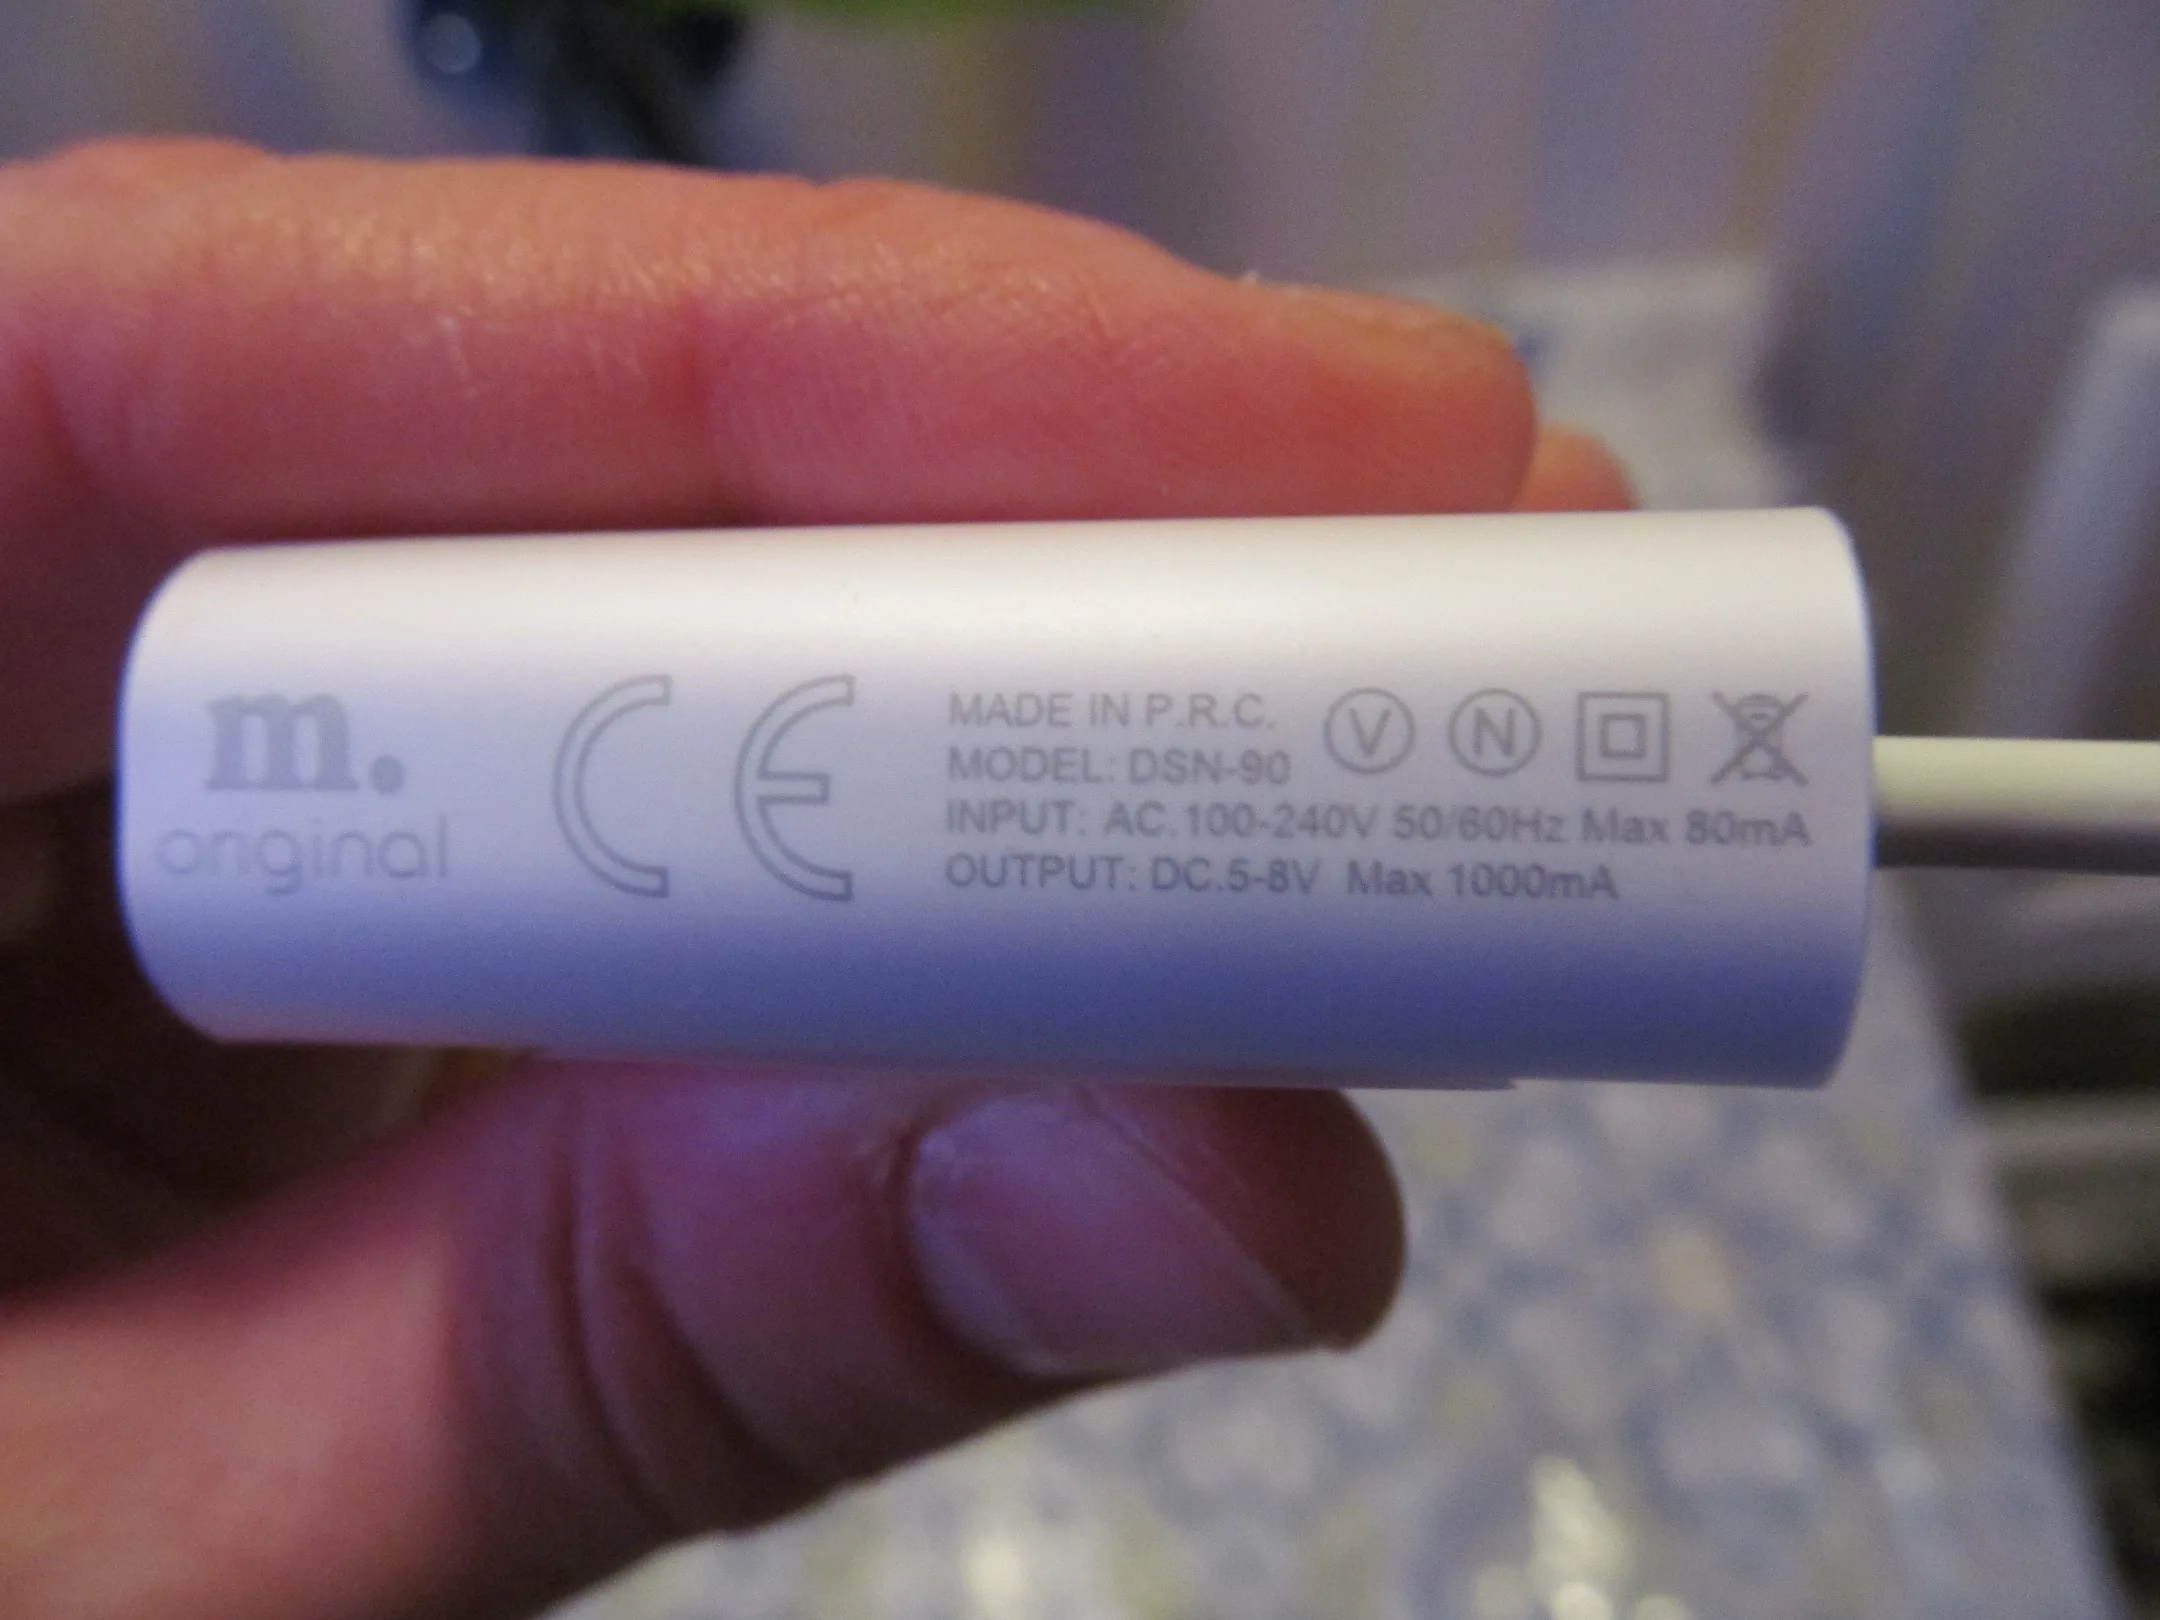 m.
original
CE
MADE IN P.R.C.
MODEL: DSN-90
V N
INPUT: AC.100-240V 50/60Hz Max 80mA
OUTPUT: DC.5-8V Max 1000mA